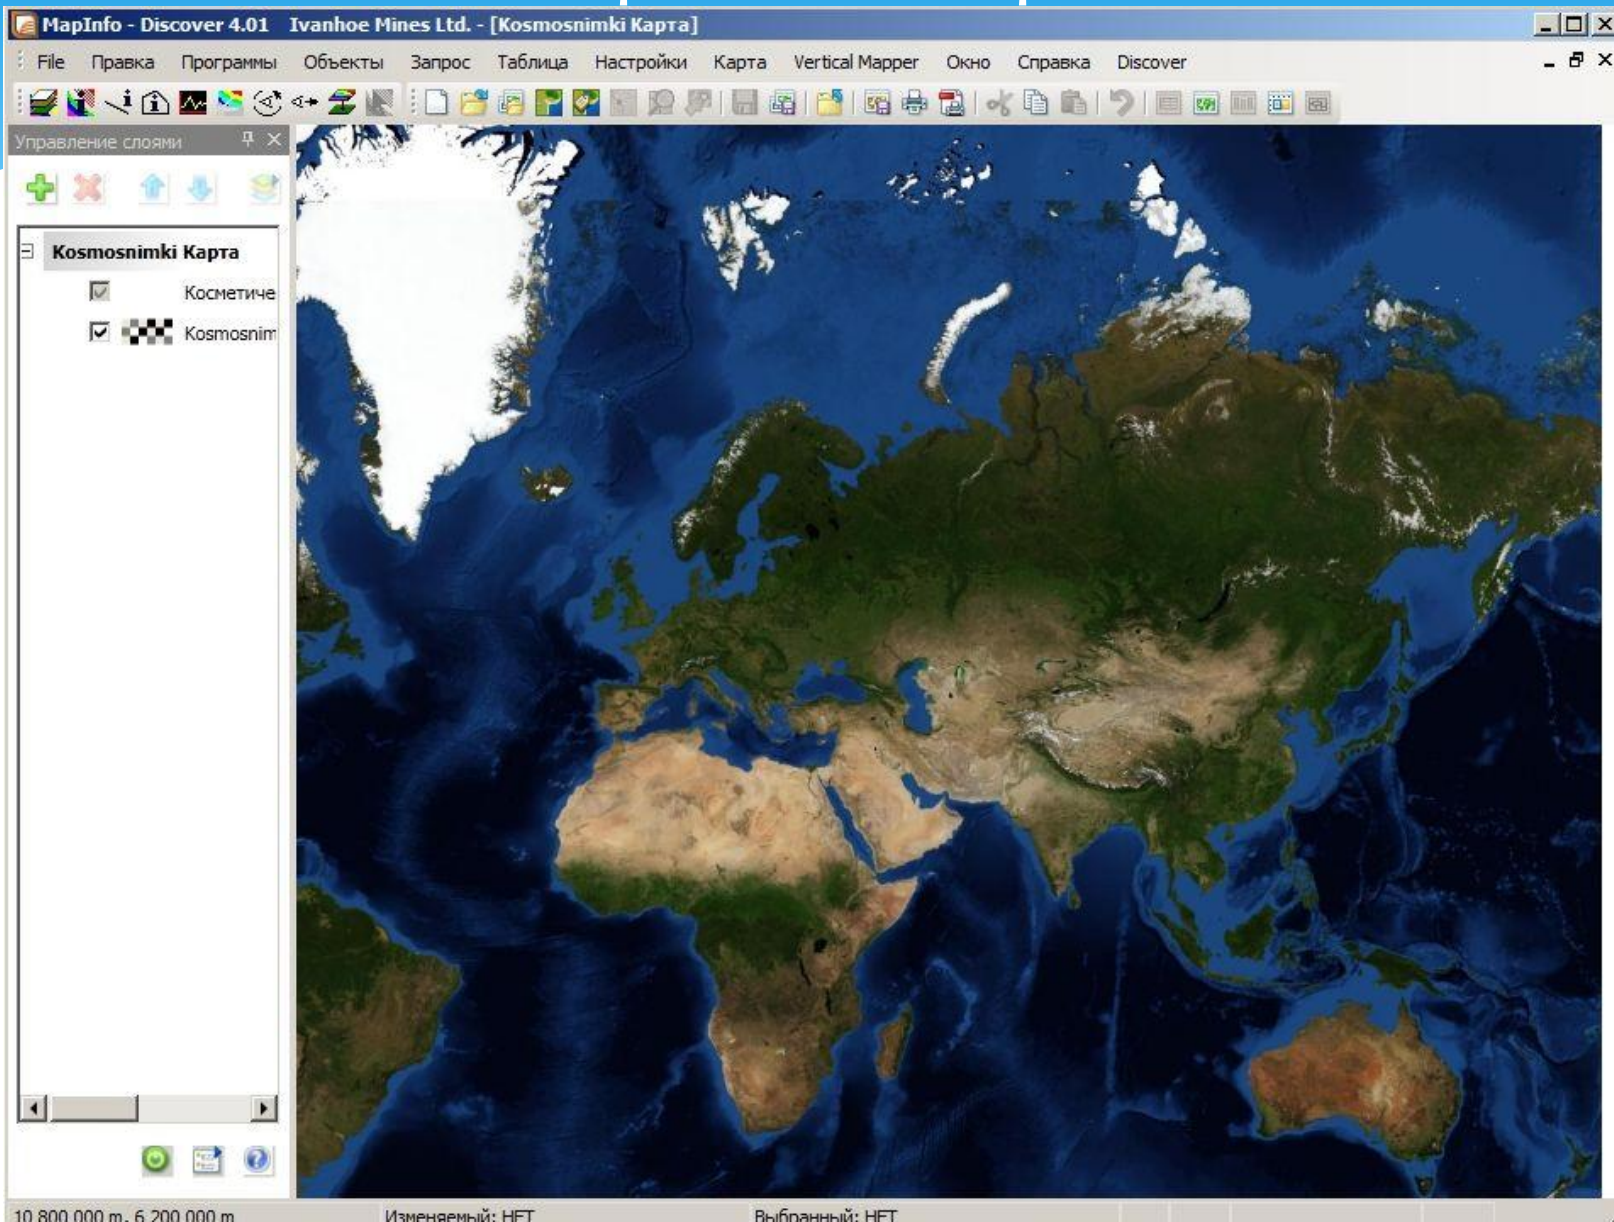 MapInfo - Discover 4.01 Ivanhoe Mines Ltd. - [Kosmosnimki Карта]
File Правка Программы Объекты Запрос Таблица Настройки Карта Vertical Mapper Окно Справка Discover
Управление слоями
Kosmosnimki Карта
Косметиче
Kosmosnim
10 800 000 m, 6 200 000 m Изменяемый: НЕТ Выбранный: НЕТ